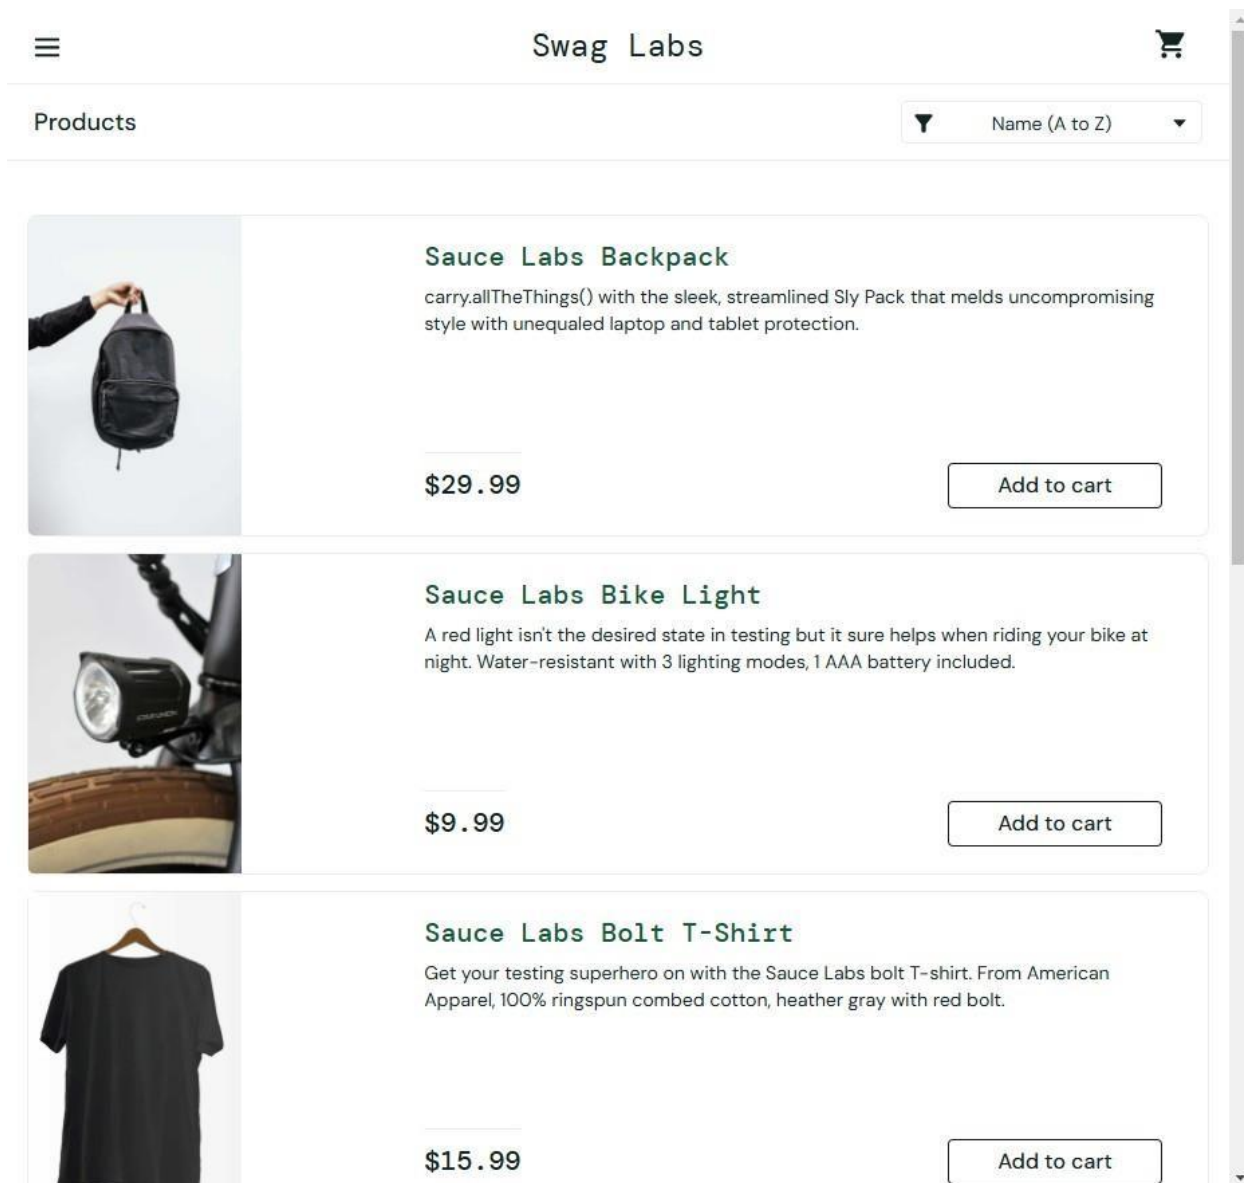 Swag Labs
Products
Name (A to Z)
Sauce Labs Backpack
carry.allTheThings() with the sleek, streamlined Sly Pack that melds uncompromising
style with unequaled laptop and tablet protection.
$29.99
Add to cart
Sauce Labs Bike Light
A red light isn't the desired state in testing but it sure helps when riding your bike at
night. Water-resistant with 3 lighting modes, 1 AAA battery included.
$9.99
Add to cart
Sauce Labs Bolt T-Shirt
Get your testing superhero on with the Sauce Labs bolt T-shirt. From American
Apparel, 100% ringspun combed cotton, heather gray with red bolt.
$15.99
Add to cart